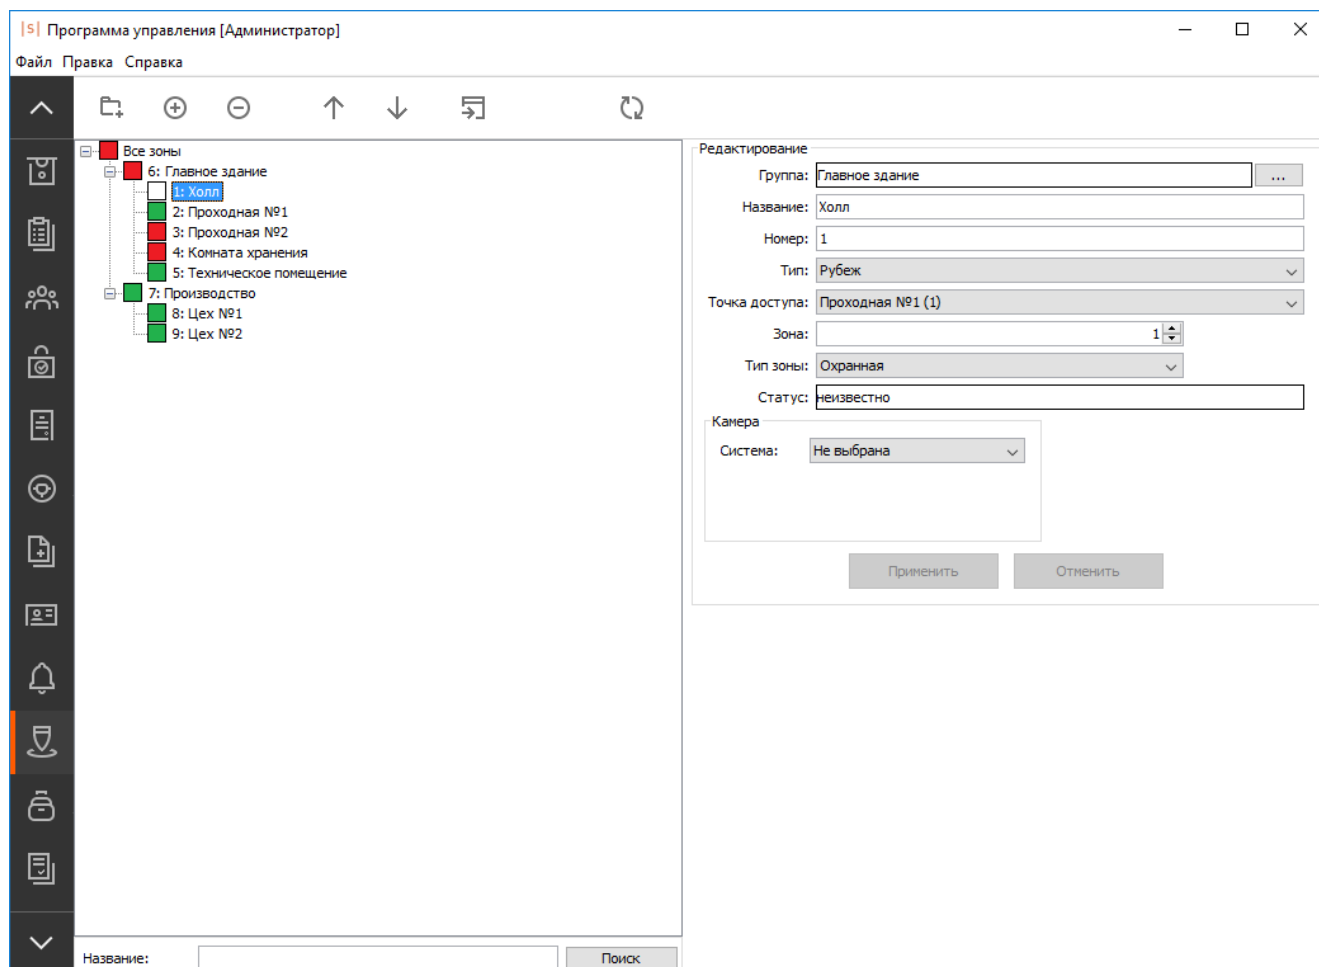 |s| Программа управления [Администратор]
Файл Правка Справка
Все зоны
6: Главное здание
1: Холл
2: Проходная №1
3: Проходная №2
4: Комната хранения
5: Техническое помещение
7: Производство
8: Цех №1
9: Цех №2
Название:
Поиск
Редактирование
Группа: Главное здание ...
Название: Холл
Номер: 1
Тип: Рубеж
Точка доступа: Проходная №1 (1)
Зона: 1
Тип зоны: Охранная
Статус: неизвестно
Камера
Система: Не выбрана
Применить Отменить